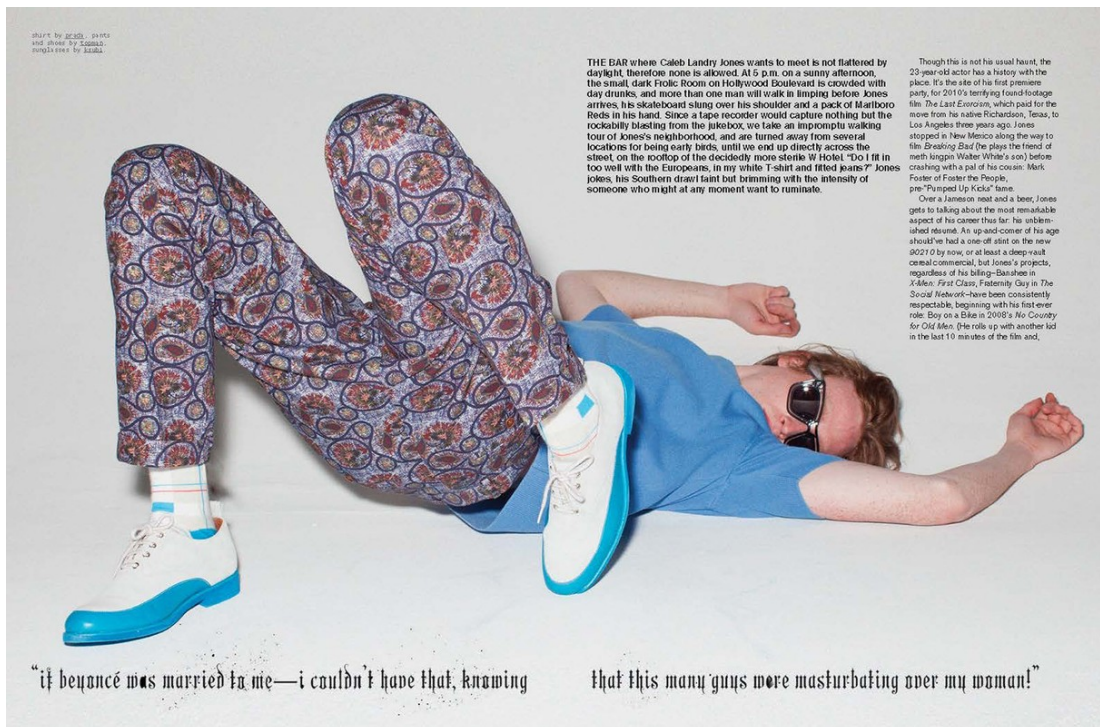 shirt by prada. pants
and shoes by topman.
sunglasses by ksubi.
THE BAR where Caleb Landry Jones wants to meet is not flattered by
daylight, therefore none is allowed. At 5 p.m. on a sunny afternoon,
the small, dark Frolic Room on Hollywood Boulevard is crowded with
day drunks, and more than one man will walk in limping before Jones
arrives, his skateboard slung over his shoulder and a pack of Marlboro
Reds in his hand. Since a tape recorder would capture nothing but the
rockabilly blasting from the jukebox, we take an impromptu walking
tour of Jones's neighborhood, and are turned away from several
locations for being early birds, until we end up directly across the
street, on the rooftop of the decidedly more sterile W Hotel. “Do I fit in
too well with the Europeans, in my white T-shirt and fitted jeans?” Jones
jokes, his Southern drawl faint but brimming with the intensity of
someone who might at any moment want to ruminate.
Though this is not his usual haunt, the
23-year-old actor has a history with the
place. It's the site of his first premiere
party, for 2010's terrifying found-footage
film The Last Exorcism, which paid for the
move from his native Richardson, Texas, to
Los Angeles three years ago. Jones
stopped in New Mexico along the way to
film Breaking Bad (he plays the friend of
meth kingpin Walter White's son) before
crashing with a pal of his cousin: Mark
Foster of Foster the People,
pre-“Pumped Up Kicks” fame.
Over a Jameson neat and a beer, Jones
gets to talking about the most remarkable
aspect of his career thus far: his unblem-
ished résumé. An up-and-comer of his age
should've had a one-off stint on the new
90210 by now, or at least a deep-vault
cereal commercial, but Jones's projects,
regardless of his billing—Banshee in
X-Men: First Class, Fraternity Guy in The
Social Network—have been consistently
respectable, beginning with his first-ever
role: Boy on a Bike in 2008's No Country
for Old Men. (He rolls up with another kid
in the last 10 minutes of the film and,
“if beyoncé was married to me—i couldn't have that, knowing
that this many guys were masturbating over my woman!”